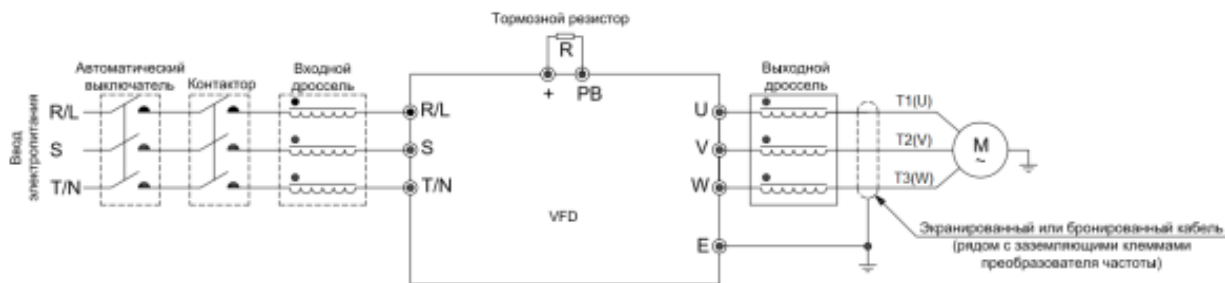 Тормозной резистор
R
+ PB
Автоматический
выключатель
Контактор
Входной
дроссель
Выходной
дроссель
Ввод
электропитания
R/L
S
T/N
R/L
S
T/N
VFD
U
V
W
E
T1(U)
T2(V)
T3(W)
M
~
Экранированный или бронированный кабель
(рядом с заземляющими клеммами
преобразователя частоты)